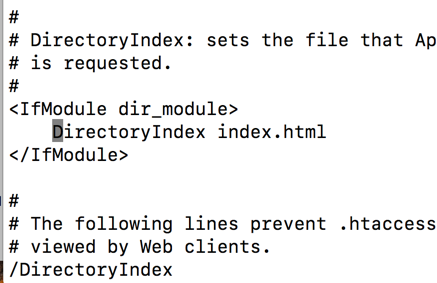 #
# DirectoryIndex: sets the file that Ap
# is requested.
#
<IfModule dir_module>
    DirectoryIndex index.html
</IfModule>

#
# The following lines prevent .htaccess
# viewed by Web clients.
/DirectoryIndex